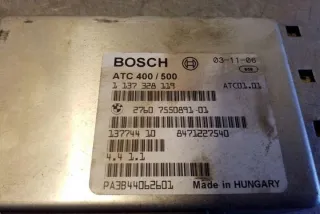 BOSCH 03-11-06
ATC 400 / 500
1 137 328 119 ATC01.01
2760 7550891-01
137744 10 8471227540
4.4 1.1
PA3B44062601 Made in HUNGARY